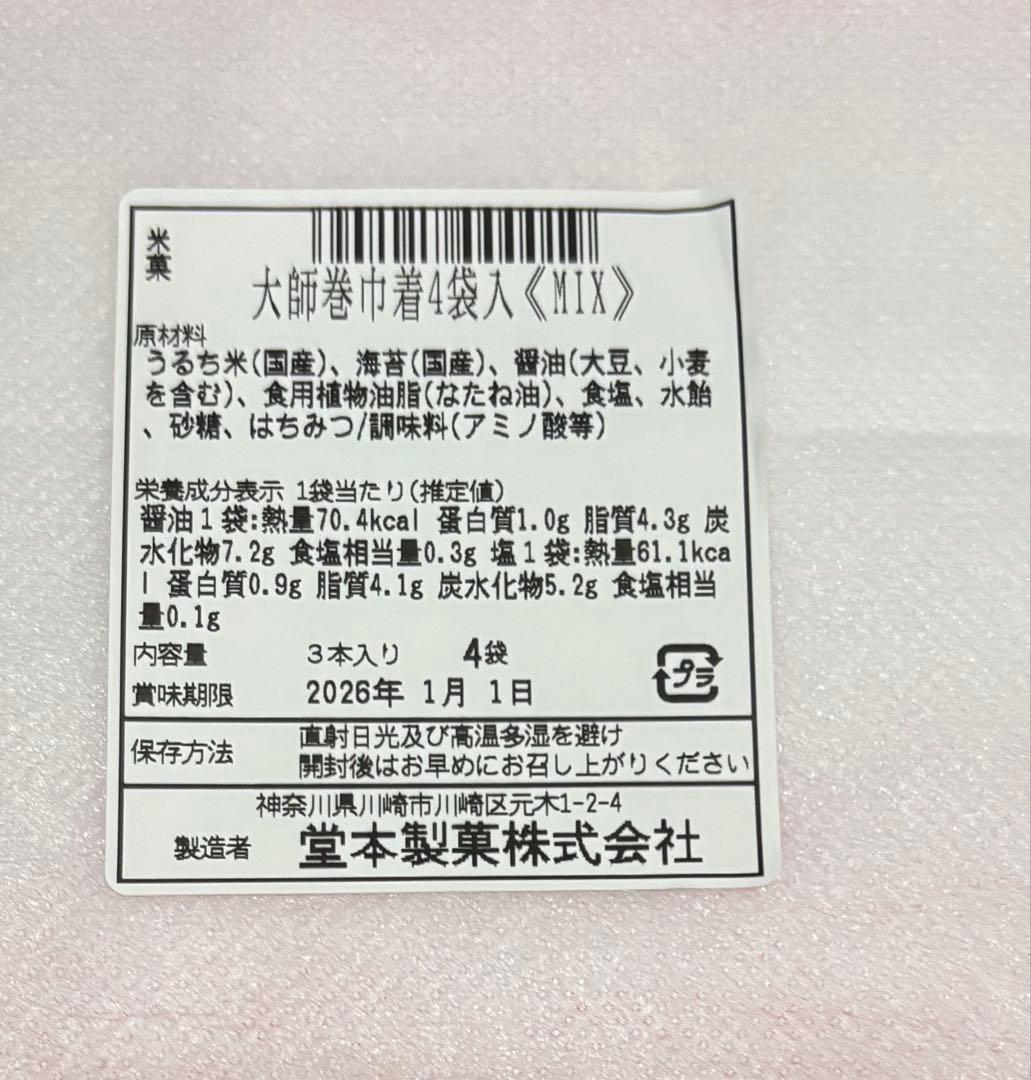 米菓
大師巻巾着4袋入《MIX》
原材料
うるち米(国産)、海苔(国産)、醤油(大豆、小麦
を含む)、食用植物油脂(なたね油)、食塩、水飴
、砂糖、はちみつ/調味料(アミノ酸等)
栄養成分表示 1袋当たり(推定値)
醤油1袋:熱量70.4kcal 蛋白質1.0g 脂質4.3g 炭
水化物7.2g 食塩相当量0.3g 塩1袋:熱量61.1kca
l 蛋白質0.9g 脂質4.1g 炭水化物5.2g 食塩相当
量0.1g
内容量 3本入り 4袋
プラ
賞味期限 2026年 1月 1日
保存方法 直射日光及び高温多湿を避け
開封後はお早めにお召し上がりください
神奈川県川崎市川崎区元木1-2-4
製造者 堂本製菓株式会社